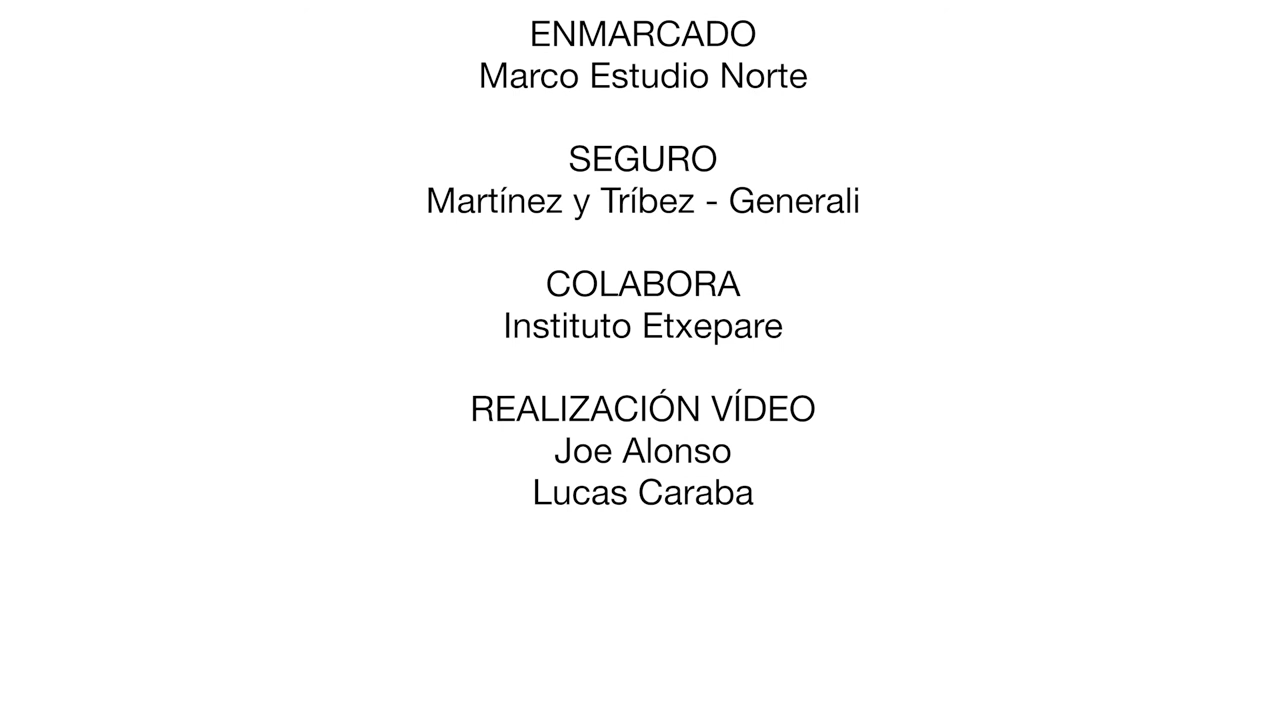 ENMARCADO
Marco Estudio Norte
SEGURO
Martínez y Tríbez - Generali
COLABORA
Instituto Etxepare
REALIZACIÓN VÍDEO
Joe Alonso
Lucas Caraba